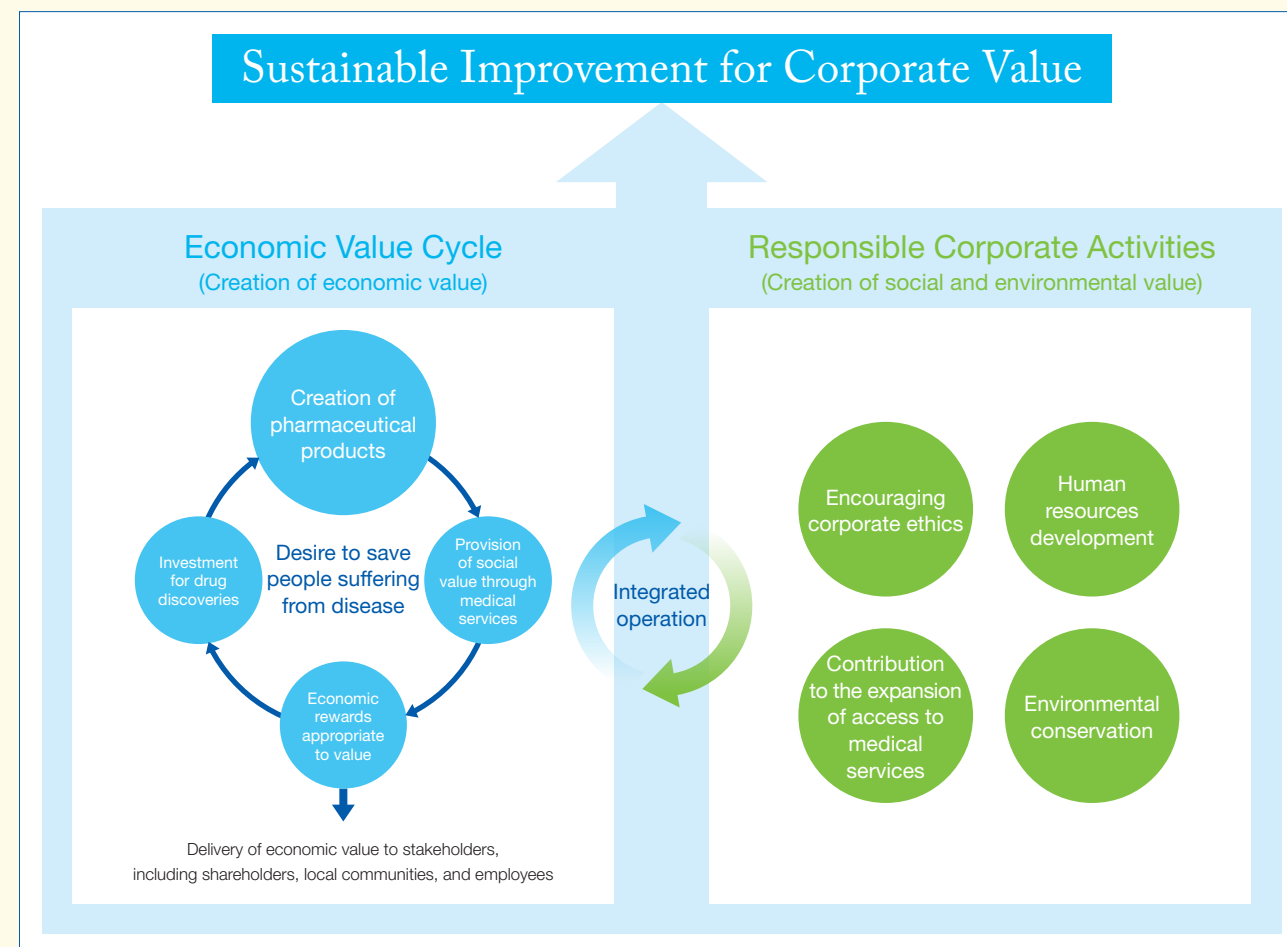 Sustainable Improvement for Corporate Value
Economic Value Cycle
(Creation of economic value)
Creation of
pharmaceutical
products
Provision
of social
value through
medical
services
Economic
rewards
appropriate
to value
Investment
for drug
discoveries
Desire to save
people suffering
from disease
Delivery of economic value to stakeholders,
including shareholders, local communities, and employees
Integrated
operation
Responsible Corporate Activities
(Creation of social and environmental value)
Encouraging
corporate ethics
Human
resources
development
Contribution
to the expansion
of access to
medical
services
Environmental
conservation